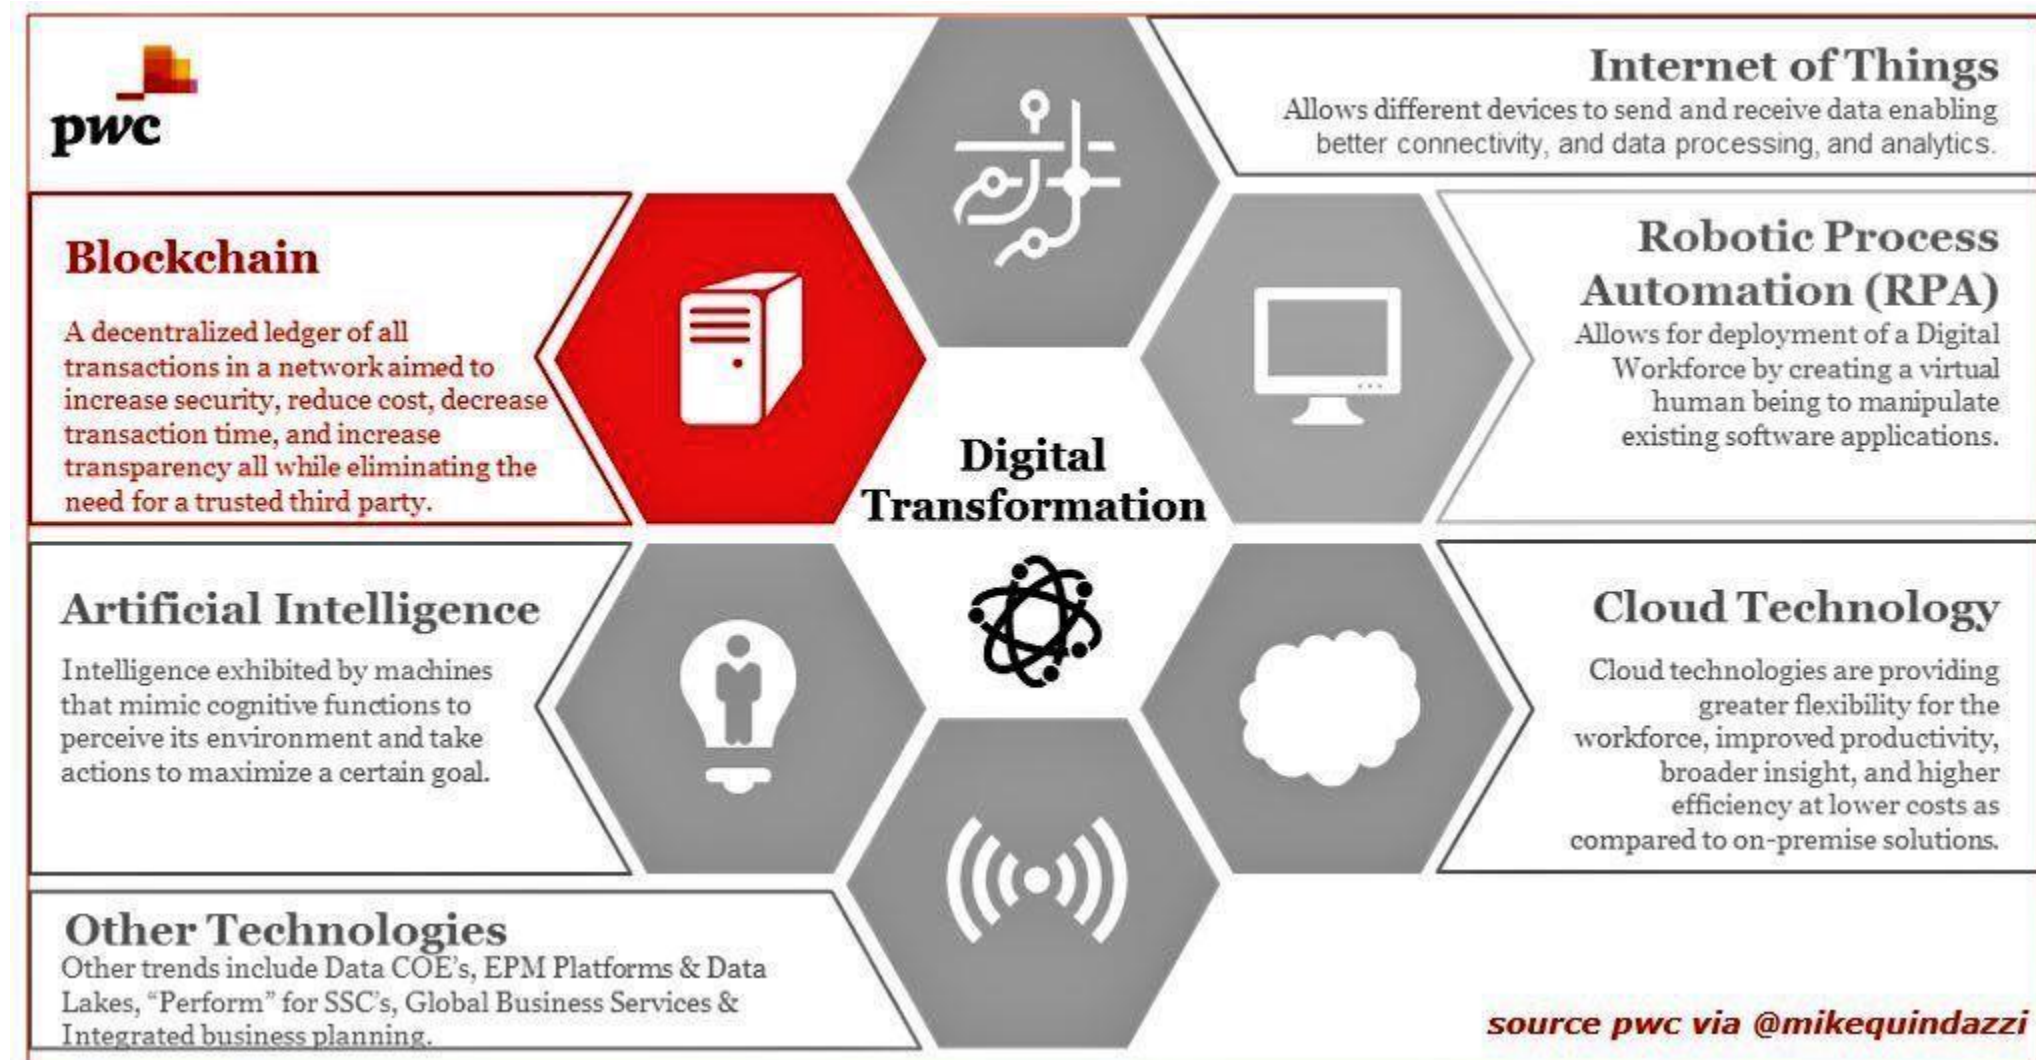 pwc
Internet of Things
Allows different devices to send and receive data enabling
better connectivity, and data processing, and analytics.
Blockchain
A decentralized ledger of all
transactions in a network aimed to
increase security, reduce cost, decrease
transaction time, and increase
transparency all while eliminating the
need for a trusted third party.
Robotic Process
Automation (RPA)
Allows for deployment of a Digital
Workforce by creating a virtual
human being to manipulate
existing software applications.
Digital
Transformation
Artificial Intelligence
Intelligence exhibited by machines
that mimic cognitive functions to
perceive its environment and take
actions to maximize a certain goal.
Cloud Technology
Cloud technologies are providing
greater flexibility for the
workforce, improved productivity,
broader insight, and higher
efficiency at lower costs as
compared to on-premise solutions.
Other Technologies
Other trends include Data COE's, EPM Platforms & Data
Lakes, “Perform” for SSC's, Global Business Services &
Integrated business planning.
source pwc via @mikequindazzi